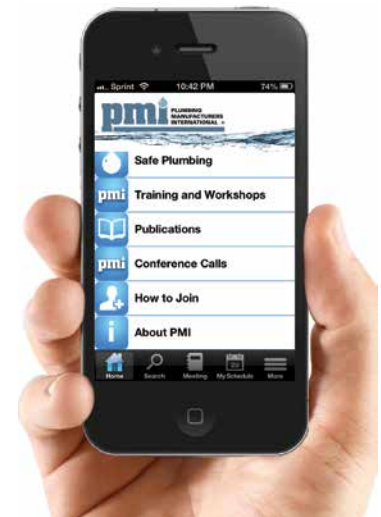 Sprint 10:42 PM 74%
pmi PLUMBING
MANUFACTURERS
INTERNATIONAL
Safe Plumbing
pmi Training and Workshops
Publications
pmi Conference Calls
How to Join
i About PMI
Home Search Meeting My Schedule More